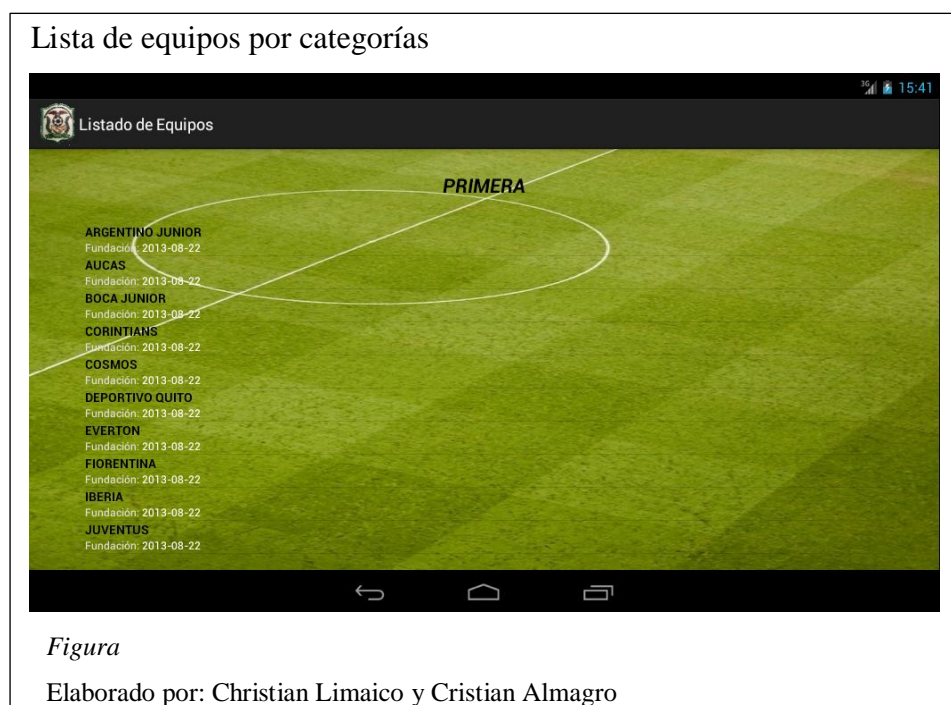 Lista de equipos por categorías
3G 15:41
Listado de Equipos
PRIMERA
ARGENTINO JUNIOR
Fundación: 2013-08-22
AUCAS
Fundación: 2013-08-22
BOCA JUNIOR
Fundación: 2013-08-22
CORINTIANS
Fundación: 2013-08-22
COSMOS
Fundación: 2013-08-22
DEPORTIVO QUITO
Fundación: 2013-08-22
EVERTON
Fundación: 2013-08-22
FIORENTINA
Fundación: 2013-08-22
IBERIA
Fundación: 2013-08-22
JUVENTUS
Fundación: 2013-08-22
Figura
Elaborado por: Christian Limaico y Cristian Almagro